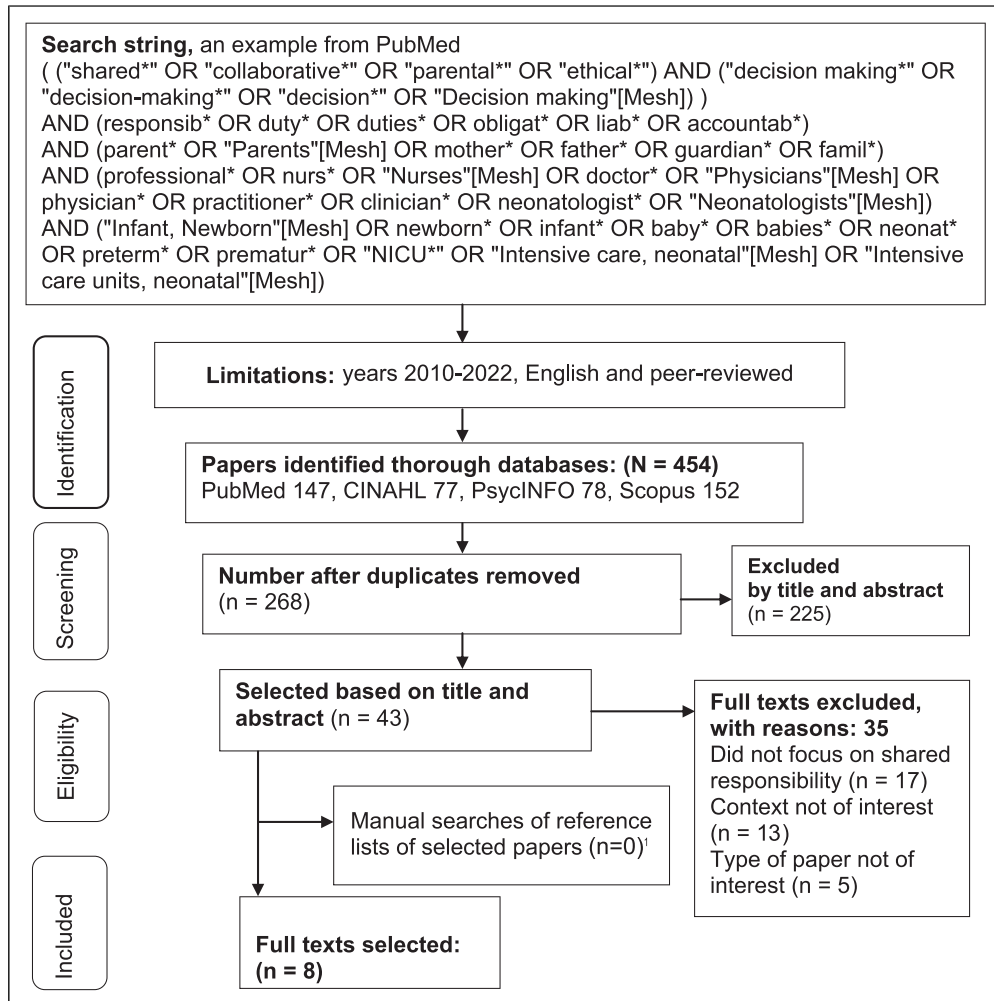 Search string, an example from PubMed
( ("shared*" OR "collaborative*" OR "parental*" OR "ethical*") AND ("decision making*" OR
"decision-making*" OR "decision*" OR "Decision making"[Mesh]) )
AND (responsib* OR duty* OR duties* OR obligat* OR liab* OR accountab*)
AND (parent* OR "Parents"[Mesh] OR mother* OR father* OR guardian* OR famil*)
AND (professional* OR nurs* OR "Nurses"[Mesh] OR doctor* OR "Physicians"[Mesh] OR
physician* OR practitioner* OR clinician* OR neonatologist* OR "Neonatologists"[Mesh])
AND ("Infant, Newborn"[Mesh] OR newborn* OR infant* OR baby* OR babies* OR neonat*
OR preterm* OR prematur* OR "NICU*" OR "Intensive care, neonatal"[Mesh] OR "Intensive
care units, neonatal"[Mesh])
Identification
Limitations: years 2010-2022, English and peer-reviewed
Papers identified thorough databases: (N = 454)
PubMed 147, CINAHL 77, PsycINFO 78, Scopus 152
Screening
Number after duplicates removed
(n = 268)
Excluded
by title and abstract
(n = 225)
Eligibility
Selected based on title and
abstract (n = 43)
Full texts excluded,
with reasons: 35
Did not focus on shared
responsibility (n = 17)
Context not of interest
(n = 13)
Type of paper not of
interest (n = 5)
Manual searches of reference
lists of selected papers (n=0)¹
Included
Full texts selected:
(n = 8)